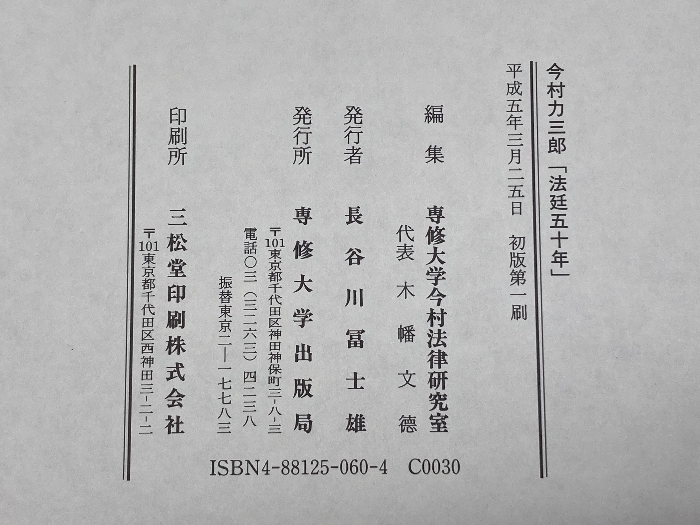 今村力三郎「法廷五十年」
平成五年三月二五日　初版第一刷
編集　専修大学今村法律研究室
代表　木幡文徳
発行者　長谷川冨士雄
発行所　専修大学出版局
〒101東京都千代田区神田神保町三-八-三
電話〇三（三二六三）四二三八
振替東京二―一七七八三
印刷所　三松堂印刷株式会社
〒101東京都千代田区西神田三-二-二
ISBN4-88125-060-4　C0030